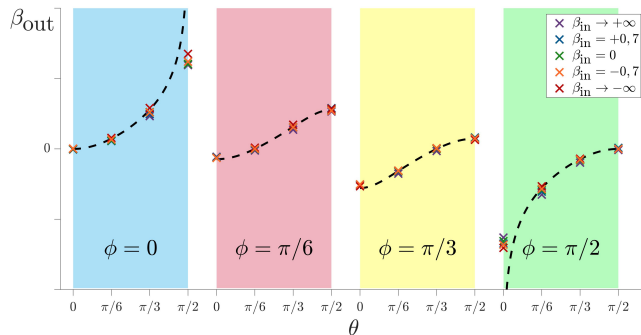 β_out
β_in → +∞
β_in = +0,7
β_in = 0
β_in = −0,7
β_in → −∞
0
ϕ = 0
ϕ = π/6
ϕ = π/3
ϕ = π/2
0 π/6 π/3 π/2 0 π/6 π/3 π/2 0 π/6 π/3 π/2 0 π/6 π/3 π/2
θ